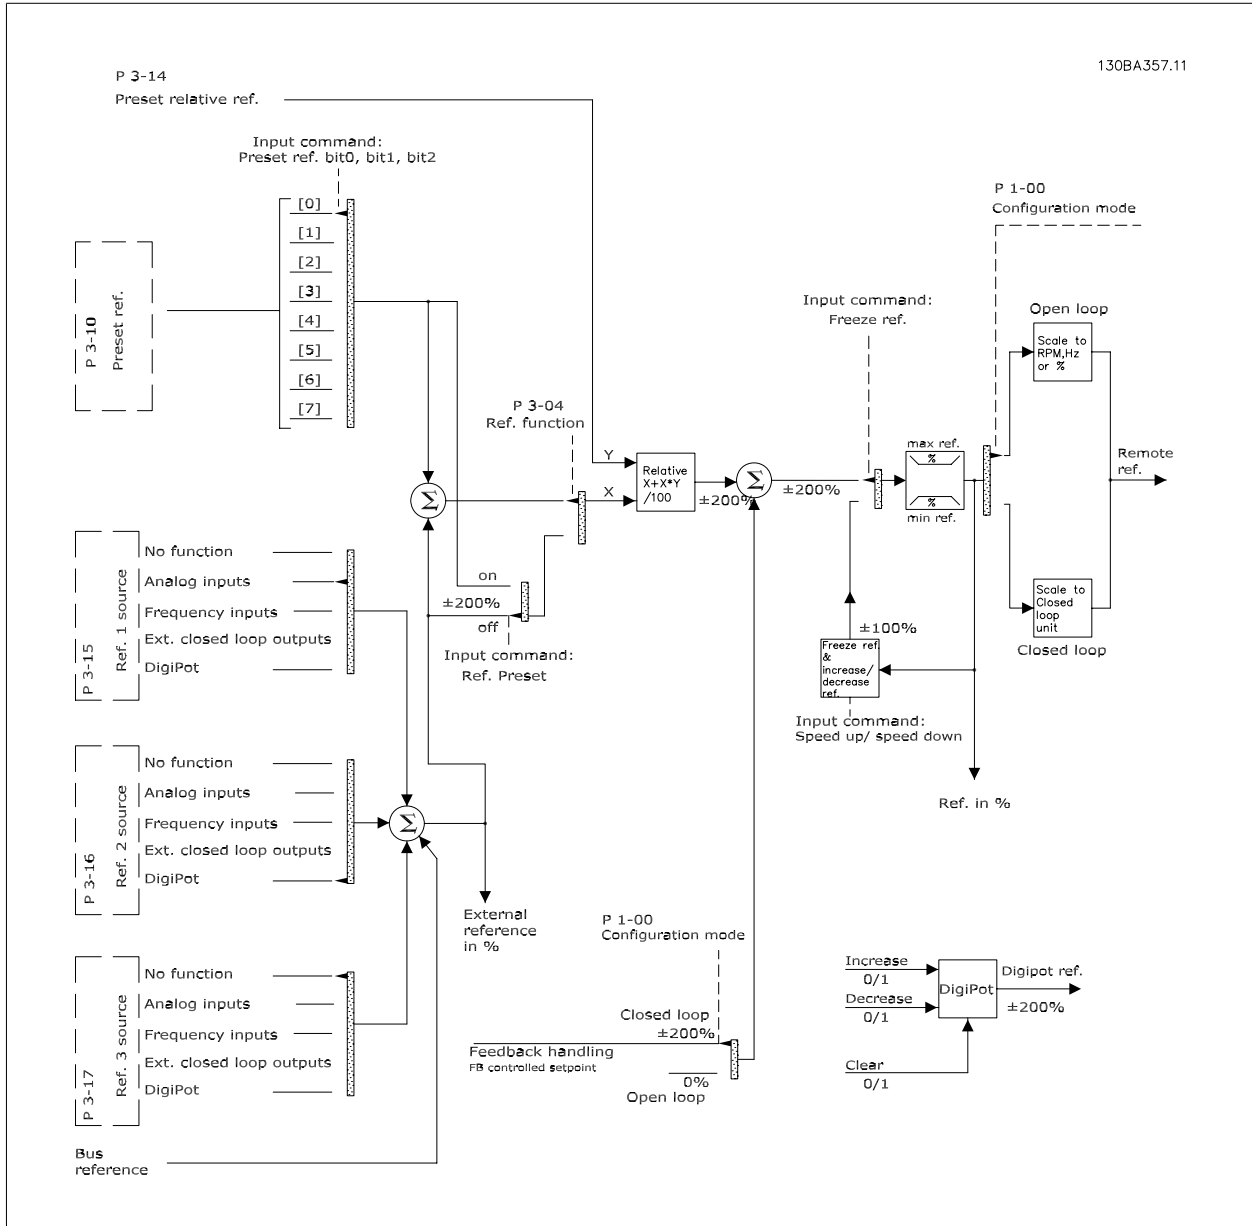 130BA357.11
P 3-14
Preset relative ref.
Input command:
Preset ref. bit0, bit1, bit2
[0]
[1]
[2]
[3]
[4]
[5]
[6]
[7]
P 3-10
Preset ref.
P 1-00
Configuration mode
Input command:
Freeze ref.
Open loop
Scale to
RPM,Hz
or %
P 3-04
Ref. function
Y
X
Relative
X+X*Y
/100
±200%
Σ
±200%
max ref.
%
%
min ref.
Remote
ref.
Σ
on
±200%
off
Input command:
Ref. Preset
Scale to
Closed
loop
unit
Closed loop
±100%
Freeze ref.
&
increase/
decrease
ref.
Input command:
Speed up/ speed down
Ref. in %
P 3-15
Ref. 1 source
No function
Analog inputs
Frequency inputs
Ext. closed loop outputs
DigiPot
P 3-16
Ref. 2 source
No function
Analog inputs
Frequency inputs
Ext. closed loop outputs
DigiPot
Σ
External
reference
in %
P 3-17
Ref. 3 source
No function
Analog inputs
Frequency inputs
Ext. closed loop outputs
DigiPot
Bus
reference
P 1-00
Configuration mode
Closed loop
±200%
Feedback handling
FB controlled setpoint
0%
Open loop
Increase
0/1
Decrease
0/1
Clear
0/1
DigiPot
Digipot ref.
±200%